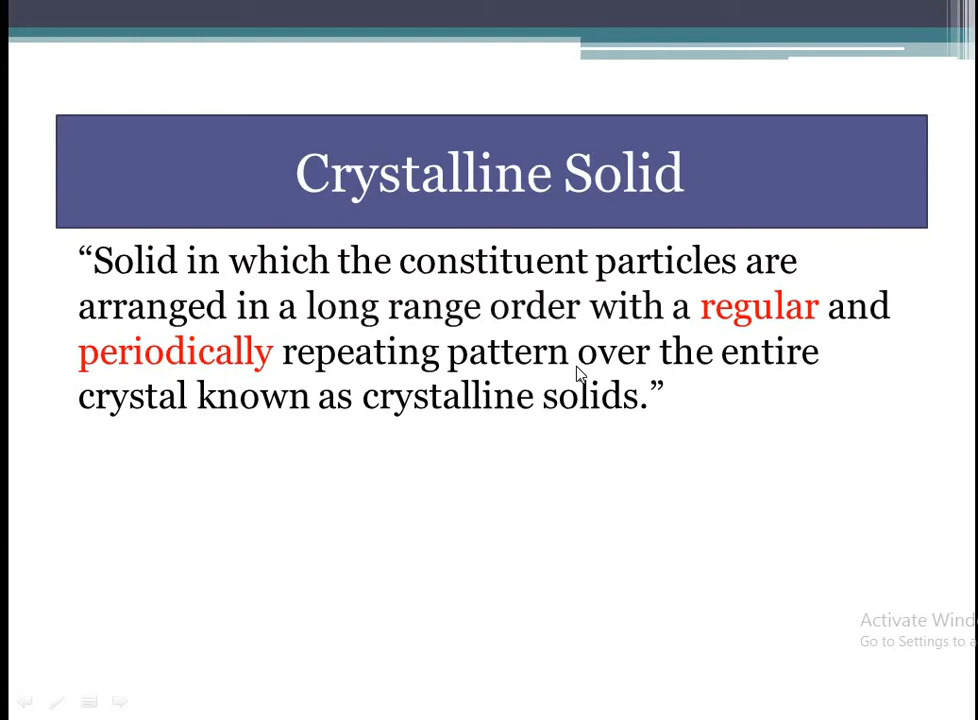 Crystalline Solid
“Solid in which the constituent particles are
arranged in a long range order with a regular and
periodically repeating pattern over the entire
crystal known as crystalline solids.”
Activate Wind
Go to Settings to a